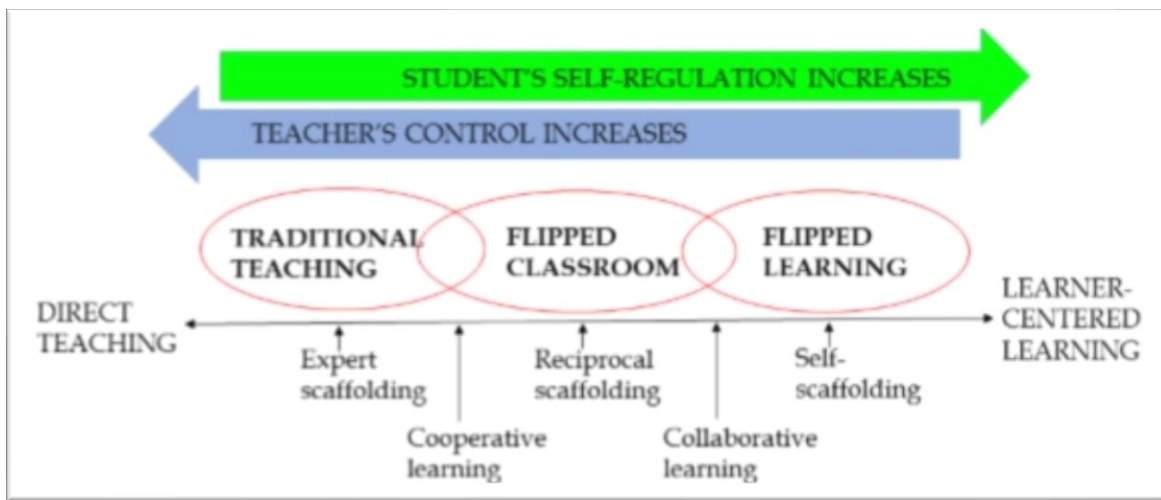 STUDENT'S SELF-REGULATION INCREASES
TEACHER'S CONTROL INCREASES
TRADITIONAL
TEACHING
FLIPPED
CLASSROOM
FLIPPED
LEARNING
DIRECT
TEACHING
LEARNER-
CENTERED
LEARNING
Expert
scaffolding
Reciprocal
scaffolding
Self-
scaffolding
Cooperative
learning
Collaborative
learning